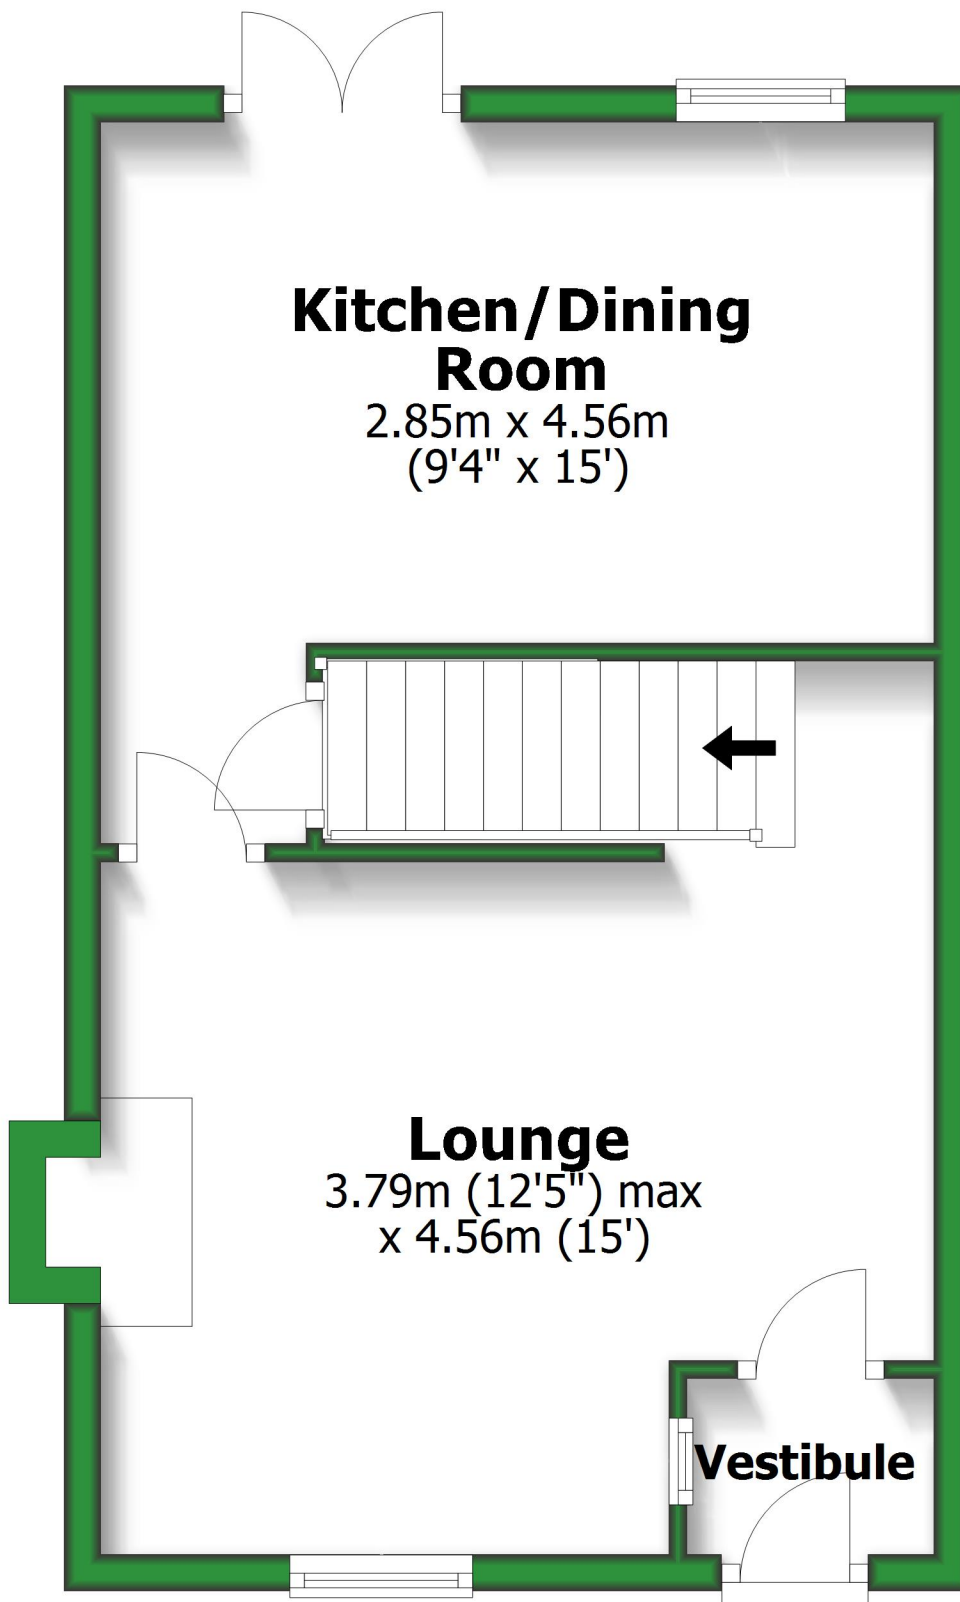 Kitchen/Dining
Room
2.85m x 4.56m
(9'4" x 15')
Lounge
3.79m (12'5") max
x 4.56m (15')
Vestibule